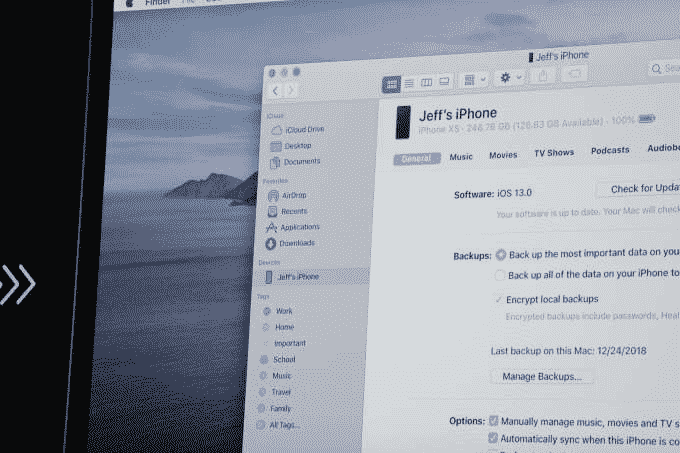 Finder
Jeff's iPhone
Jeff's iPhone
iPhone XS - 246.76 GB (126.63 GB Available) - 100%
General Music Movies TV Shows Podcasts Audiobo
iCloud
iCloud Drive
Desktop
Documents
Favorites
AirDrop
Recents
Applications
Downloads
Devices
Jeff's iPhone
Tags
Work
Home
Important
School
Music
Travel
Family
All Tags...
Software: iOS 13.0
Check for Upda
Your software is up to date. Your Mac will check
Backups: Back up the most important data on your
Back up all of the data on your iPhone to
Encrypt local backups
Encrypted backups include passwords, Heal
Last backup on this Mac: 12/24/2018
Manage Backups...
Options: Manually manage music, movies and TV s
Automatically sync when this iPhone is co